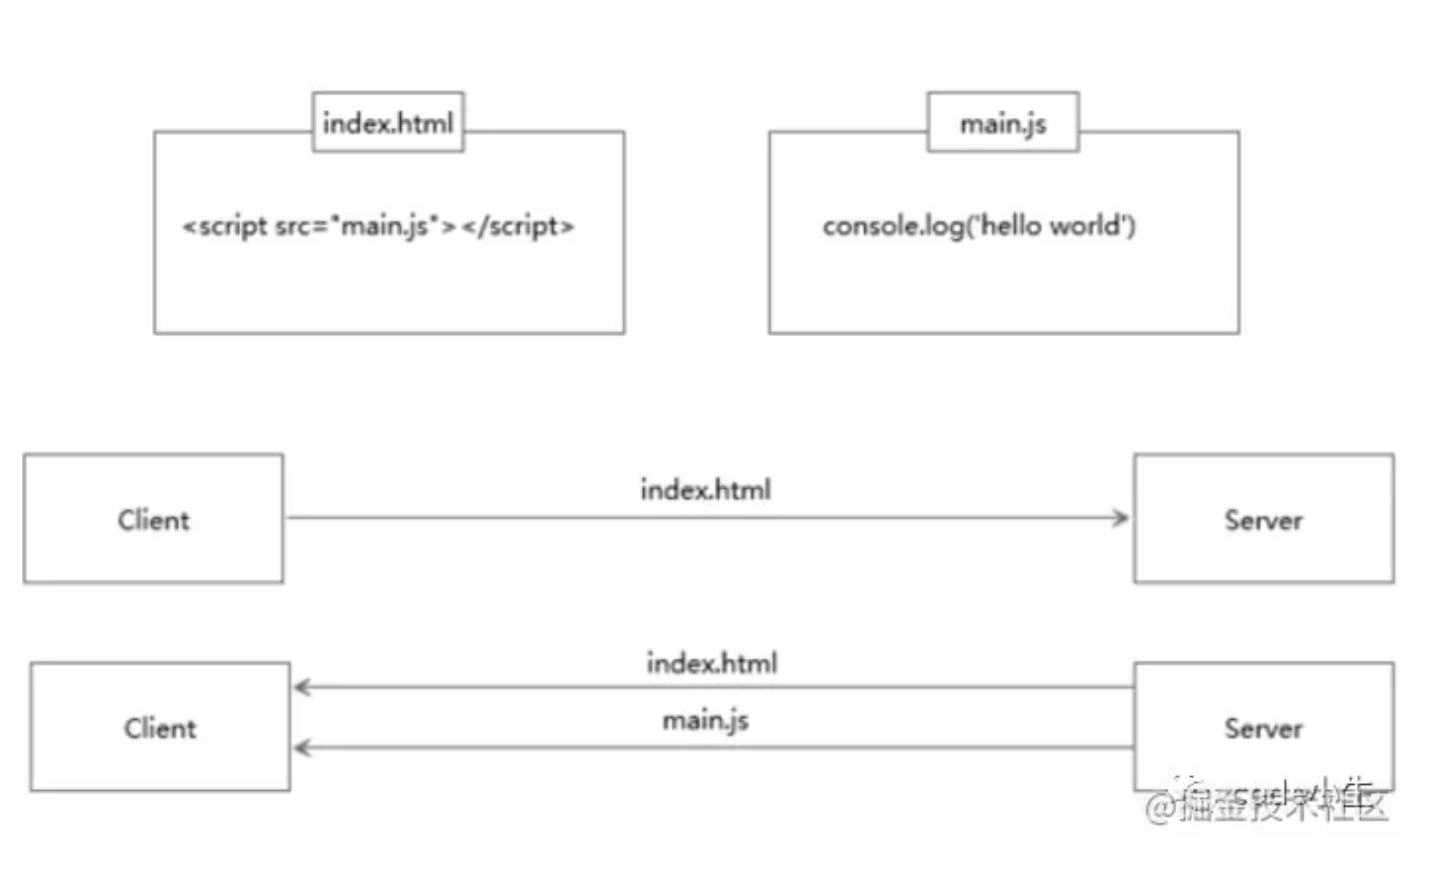 index.html
<script src="main.js"></script>
main.js
console.log('hello world')
Client
index.html
Server
index.html
Client
main.js
Server
@掘金技术社区